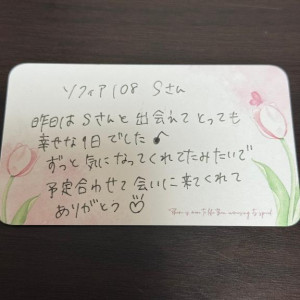 ソフィア108 Sさん
昨日はSさんと出会えてとっても
幸せな1日でした♪
ずっと気になってくれてたみたいで
予定合わせて会いに来てくれて
ありがとう♡